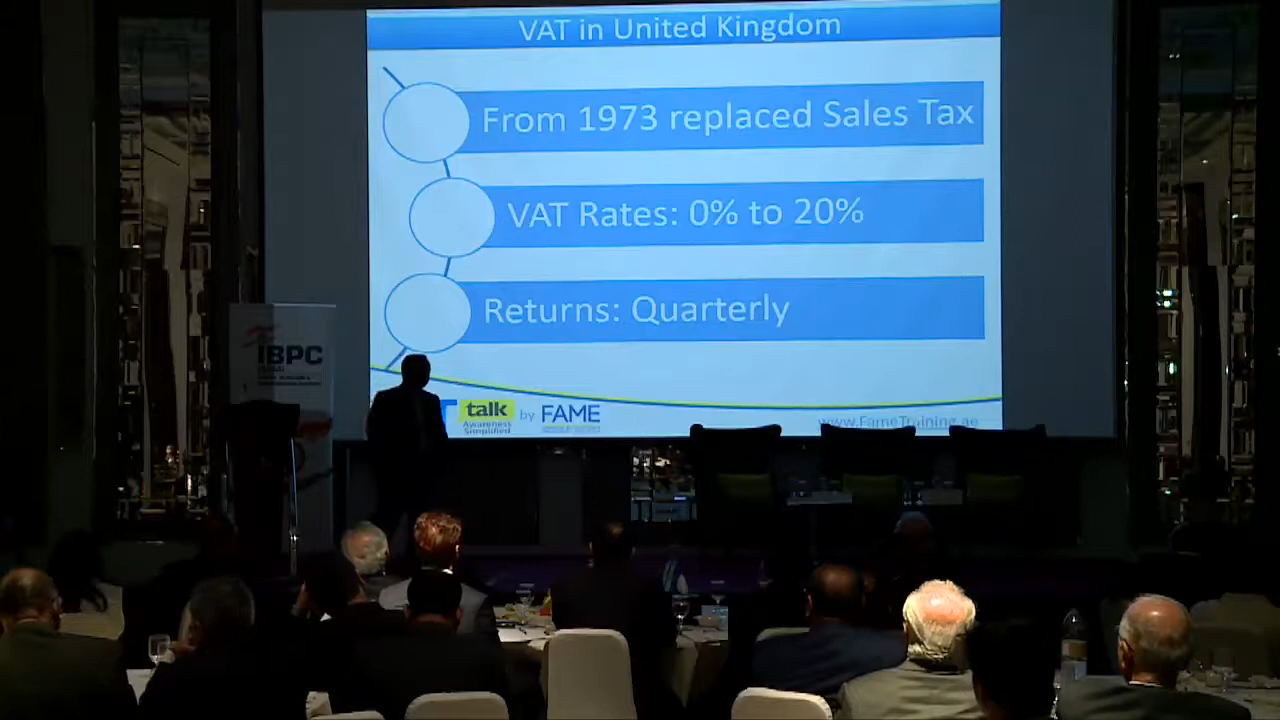 VAT in United Kingdom
From 1973 replaced Sales Tax
VAT Rates: 0% to 20%
Returns: Quarterly
IBPC
talk by FAME
Awareness
Simplified
www.FameTraining.ae